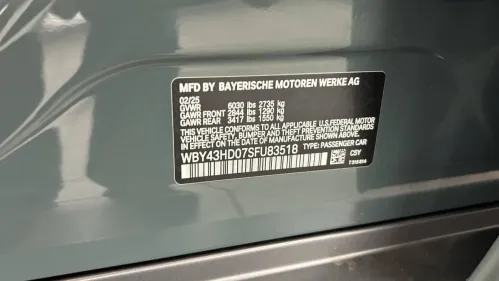 MFD BY BAYERISCHE MOTOREN WERKE AG
02/25
GVWR 6030 lbs 2735 kg
GAWR FRONT 2844 lbs 1290 kg
GAWR REAR 3417 lbs 1550 kg
THIS VEHICLE CONFORMS TO ALL APPLICABLE U.S.FEDERAL MOTOR
VEHICLE SAFETY, BUMPER AND THEFT PREVENTION STANDARDS
IN EFFECT ON THE DATE OF MANUFACTURE SHOWN ABOVE.
WBY43HD07SFU83518 TYPE: PASSENGER CAR
C5Y